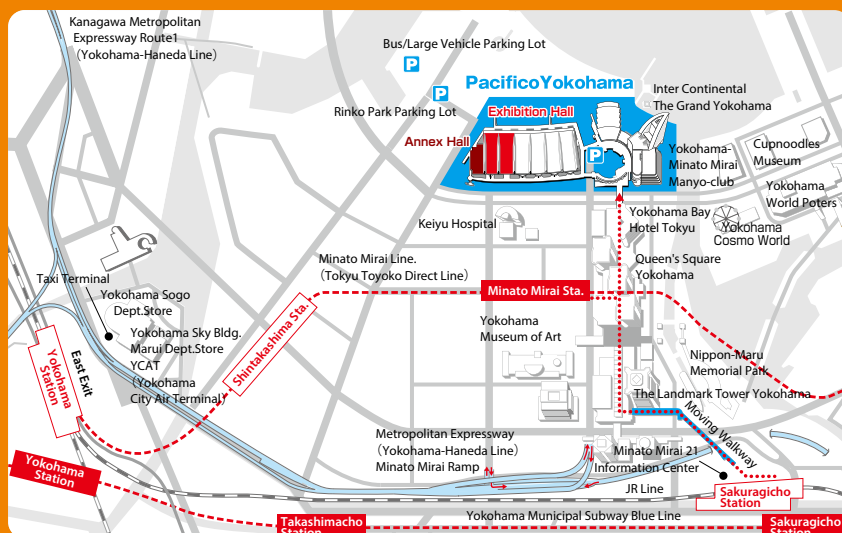 Kanagawa Metropolitan
Expressway Route1
(Yokohama-Haneda Line)
Bus/Large Vehicle Parking Lot
P
P
Rinko Park Parking Lot
PacificoYokohama
Exhibition Hall
Annex Hall
P
Inter Continental
The Grand Yokohama
Yokohama-
Minato Mirai
Manyo-club
Cupnoodles
Museum
Yokohama
World Poters
Keiyu Hospital
Yokohama Bay
Hotel Tokyu
Yokohama
Cosmo World
Minato Mirai Line.
(Tokyu Toyoko Direct Line)
Queen's Square
Yokohama
Taxi Terminal
Yokohama Sogo
Dept.Store
Minato Mirai Sta.
Shintakashima Sta.
Yokohama Sky Bldg.
Marui Dept.Store
YCAT
(Yokohama
City Air Terminal)
Yokohama
Museum of Art
Nippon-Maru
Memorial Park
East Exit
Yokohama
Station
The Landmark Tower Yokohama
Moving Walkway
Metropolitan Expressway
(Yokohama-Haneda Line)
Minato Mirai Ramp
Minato Mirai 21
Information Center
Yokohama
Station
JR Line
Sakuragicho
Station
Yokohama Municipal Subway Blue Line
Takashimacho
Station
Sakuragicho
Station